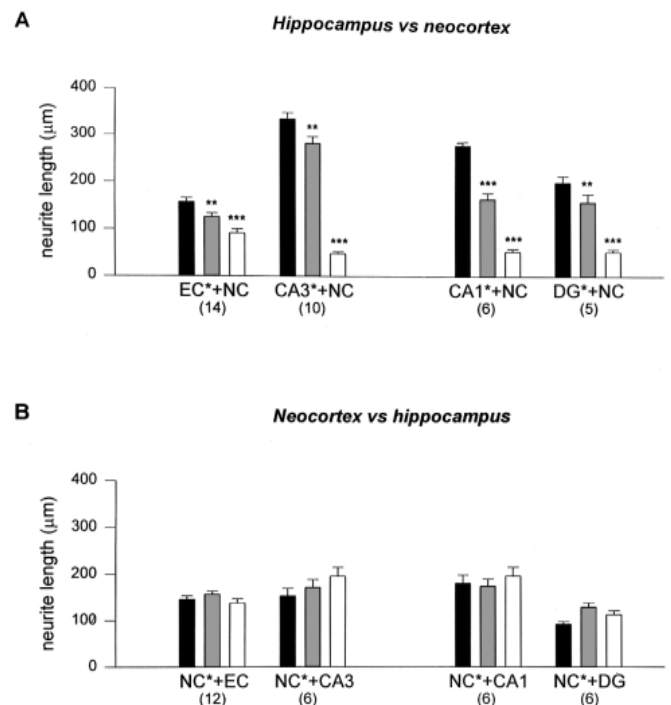 A
Hippocampus vs neocortex
neurite length (μm)
400
300
200
100
0
** *** ** *** *** *** ** ***
EC*+NC CA3*+NC CA1*+NC DG*+NC
(14) (10) (6) (5)
B
Neocortex vs hippocampus
neurite length (μm)
400
300
200
100
0
NC*+EC NC*+CA3 NC*+CA1 NC*+DG
(12) (6) (6) (6)